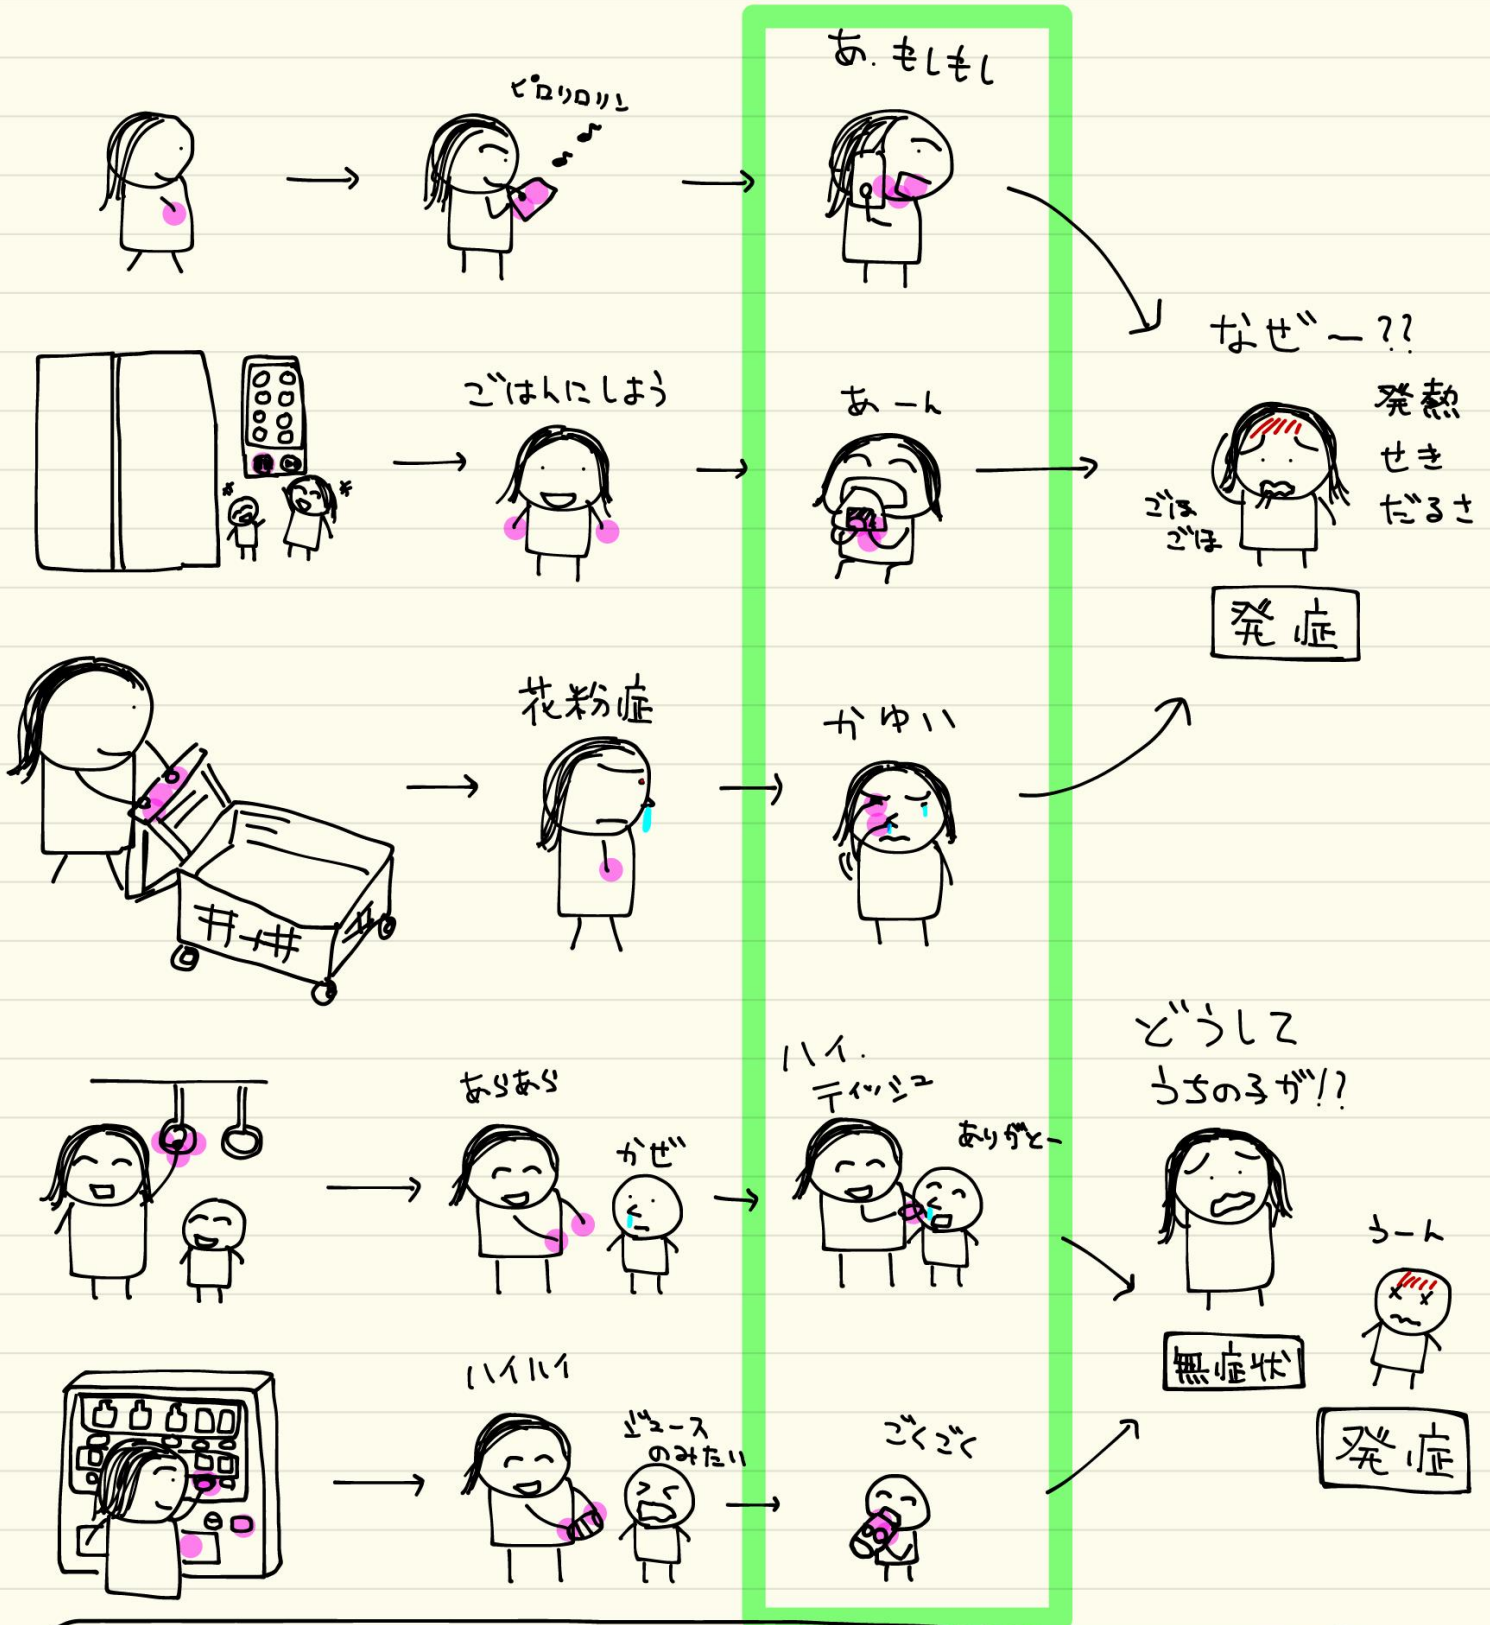 あ.もしもし
ピロリロリン
なぜ〜??
発熱
せき
だるさ
ごほ
ごほ
発症
ごはんにしよう
あーん
花粉症
かゆい
どうして
うちの子が!?
あらあら
かぜ
ハイ.
ティッシュ
ありがとー
うーん
無症状
発症
ハイハイ
ジュース
のみたい
ごくごく